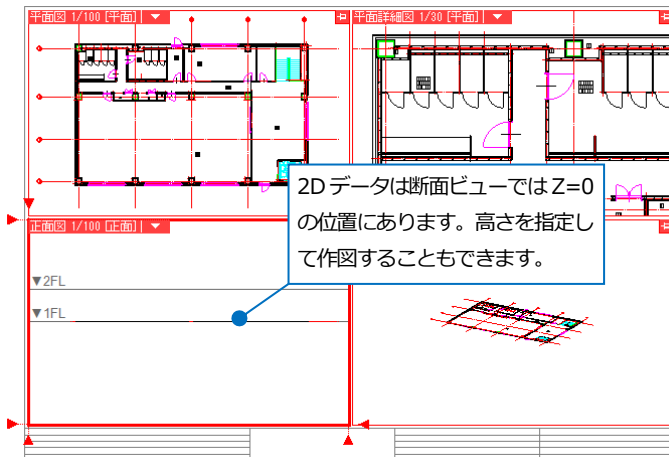 平面図 1/100 [平面]
平面詳細図 1/30 [平面]
2D データは断面ビューでは Z=0
の位置にあります。高さを指定し
て作図することもできます。
正面図 1/100 [正面]
▼2FL
▼1FL